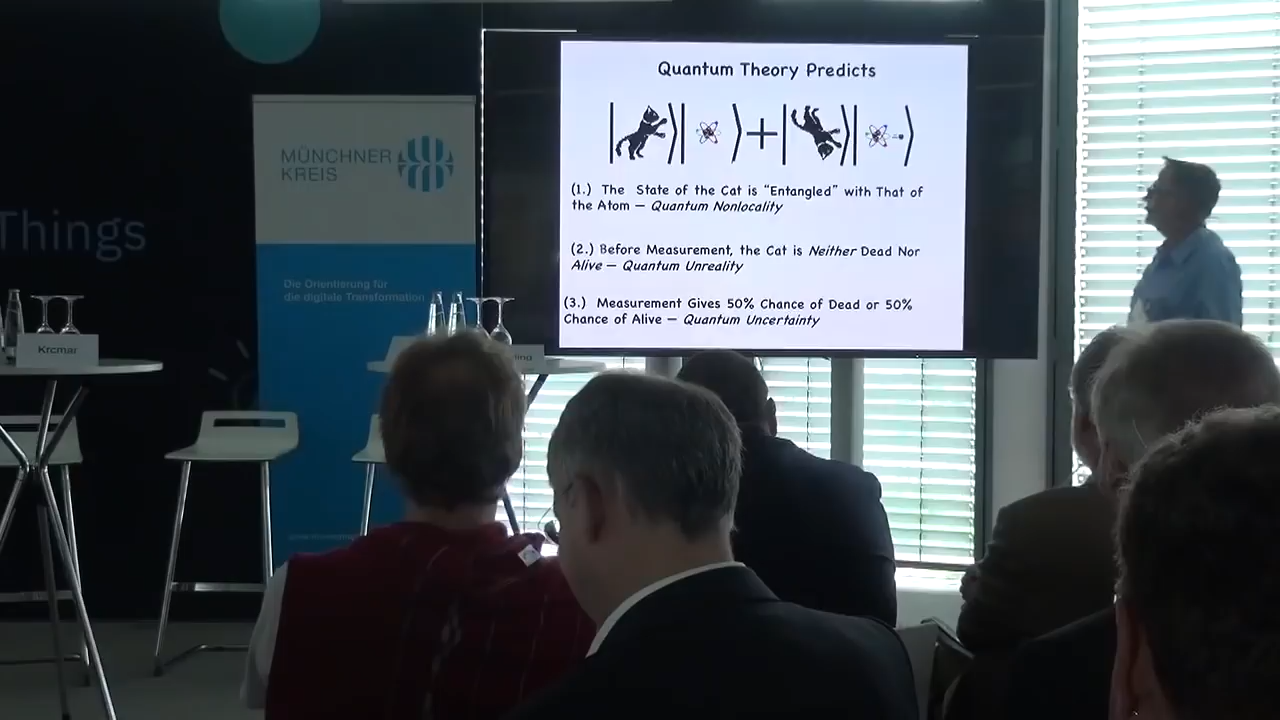 Things
MÜNCHNER
KREIS
Die Orientierung für
die digitale Transformation
Krcmar
Quantum Theory Predicts
(1.) The State of the Cat is “Entangled” with That of
the Atom – Quantum Nonlocality
(2.) Before Measurement, the Cat is Neither Dead Nor
Alive – Quantum Unreality
(3.) Measurement Gives 50% Chance of Dead or 50%
Chance of Alive – Quantum Uncertainty